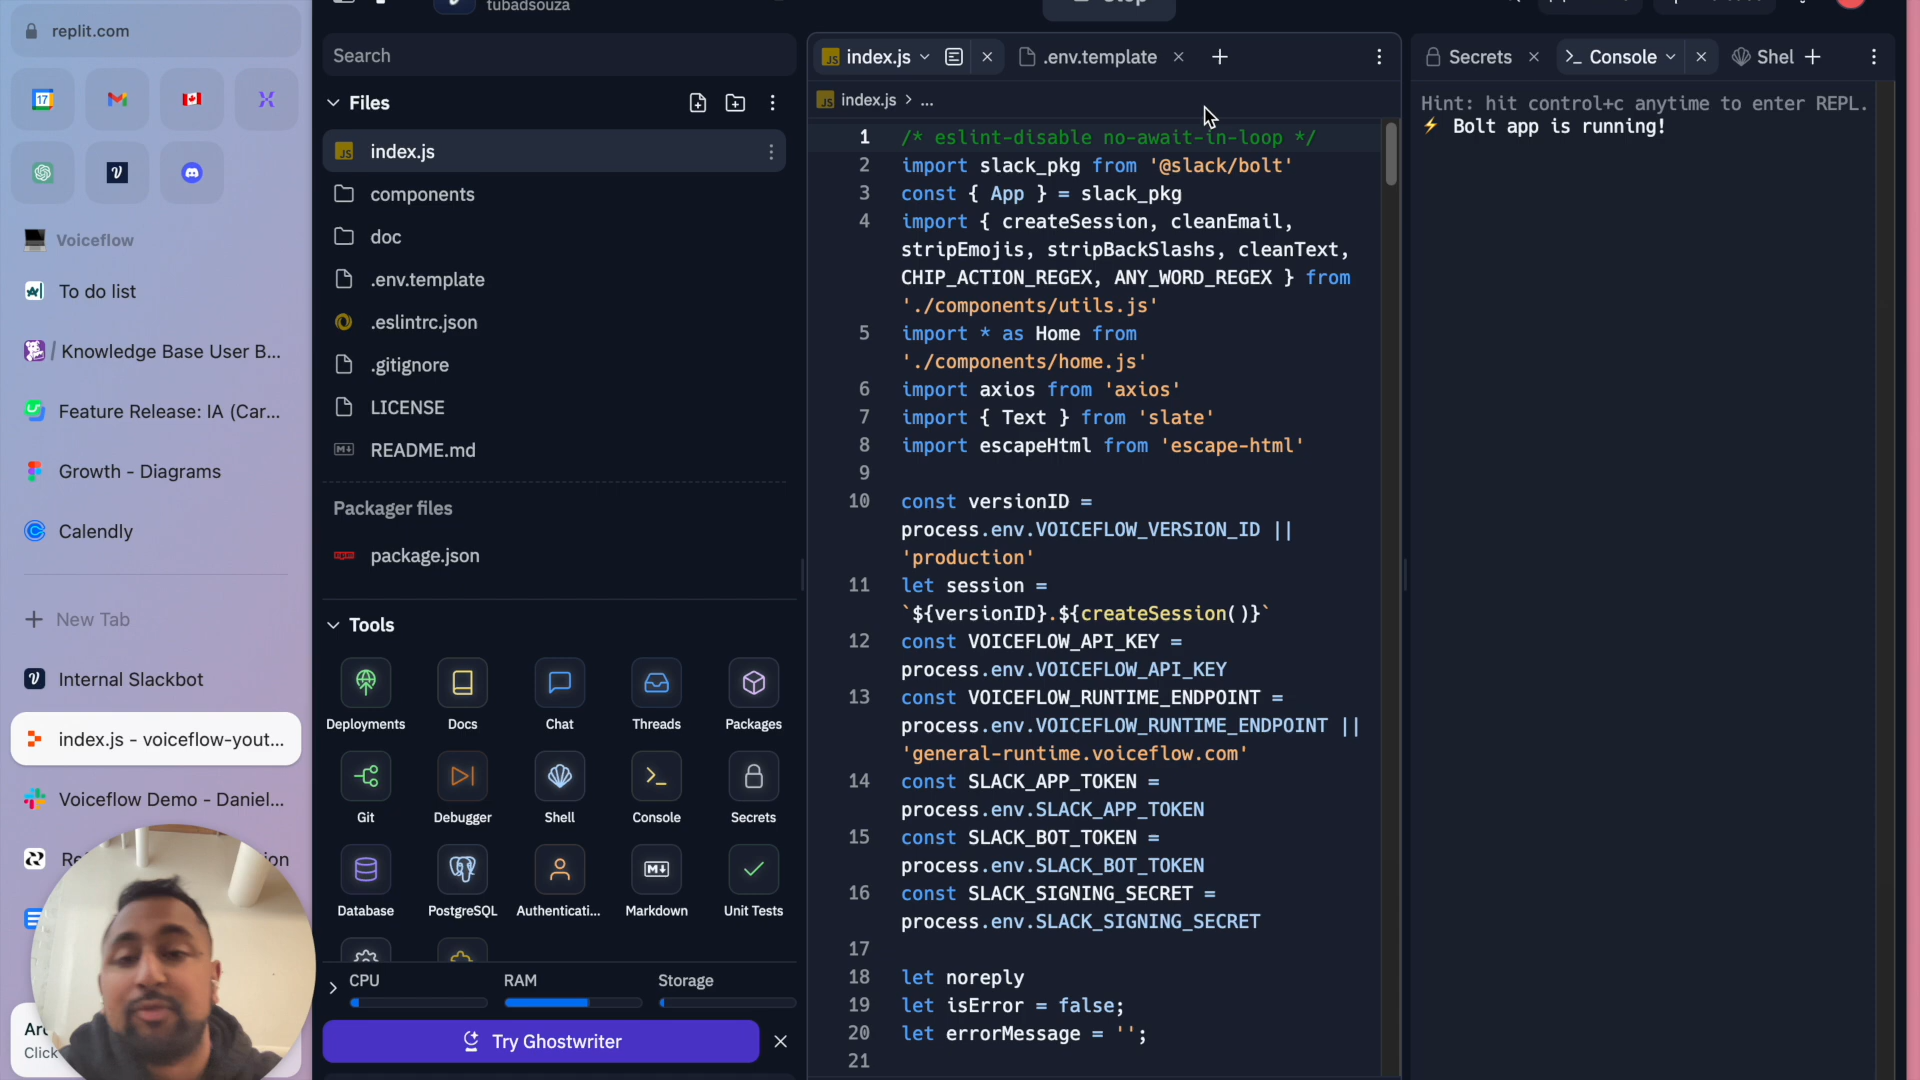 replit.com
17
Voiceflow
To do list
/ Knowledge Base User B...
Feature Release: IA (Car...
Growth - Diagrams
Calendly
+ New Tab
Internal Slackbot
index.js - voiceflow-yout...
Voiceflow Demo - Daniel...
Click
tubadsouza
Search
Files
index.js
components
doc
.env.template
.eslintrc.json
.gitignore
LICENSE
README.md
Packager files
package.json
Tools
Deployments
Docs
Chat
Threads
Packages
Git
Debugger
Shell
Console
Secrets
Database
PostgreSQL
Authenticati...
Markdown
Unit Tests
CPU
RAM
Storage
Try Ghostwriter
Stop
index.js
.env.template
index.js > ...
1 /* eslint-disable no-await-in-loop */
2 import slack_pkg from '@slack/bolt'
3 const { App } = slack_pkg
4 import { createSession, cleanEmail,
stripEmojis, stripBackSlashs, cleanText,
CHIP_ACTION_REGEX, ANY_WORD_REGEX } from
'./components/utils.js'
5 import * as Home from
'./components/home.js'
6 import axios from 'axios'
7 import { Text } from 'slate'
8 import escapeHtml from 'escape-html'
9
10 const versionID =
process.env.VOICEFLOW_VERSION_ID ||
'production'
11 let session =
`${versionID}.${createSession()}`
12 const VOICEFLOW_API_KEY =
process.env.VOICEFLOW_API_KEY
13 const VOICEFLOW_RUNTIME_ENDPOINT =
process.env.VOICEFLOW_RUNTIME_ENDPOINT ||
'general-runtime.voiceflow.com'
14 const SLACK_APP_TOKEN =
process.env.SLACK_APP_TOKEN
15 const SLACK_BOT_TOKEN =
process.env.SLACK_BOT_TOKEN
16 const SLACK_SIGNING_SECRET =
process.env.SLACK_SIGNING_SECRET
17
18 let noreply
19 let isError = false;
20 let errorMessage = '';
21
Secrets
Console
Shel
Hint: hit control+c anytime to enter REPL.
⚡ Bolt app is running!